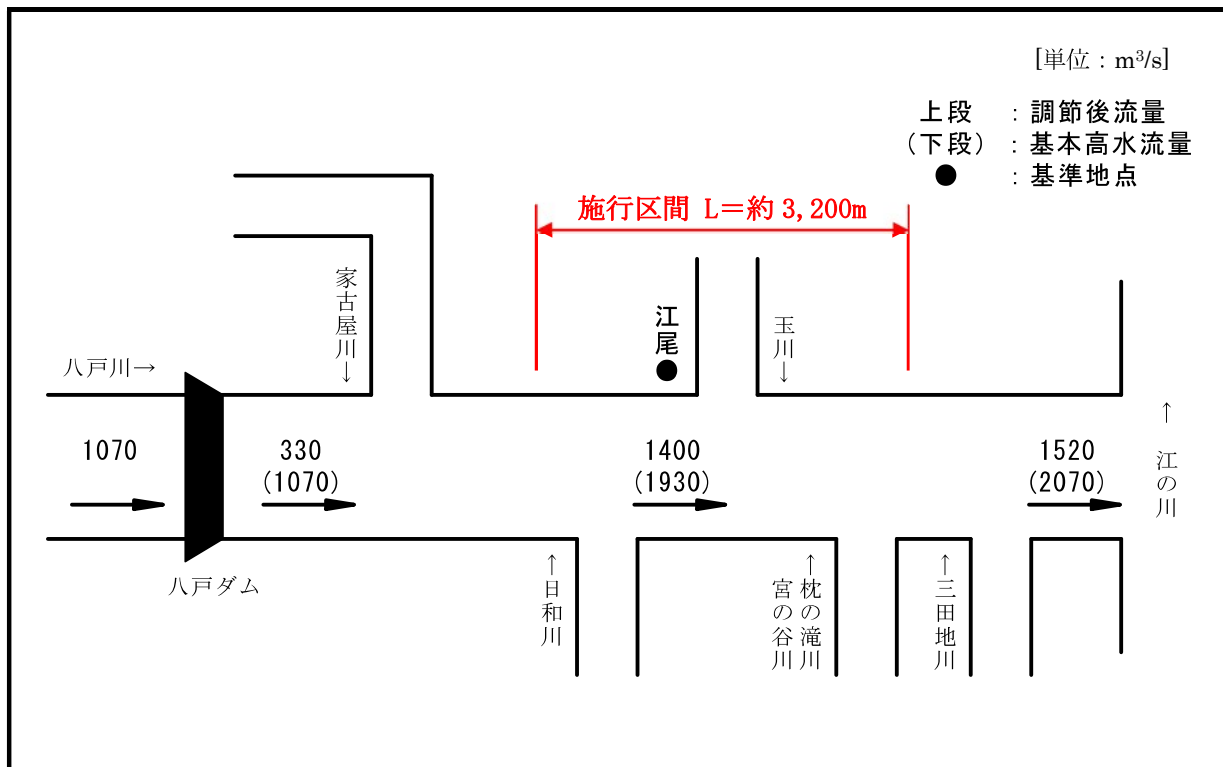 [単位：m³/s]
上段 ：調節後流量
(下段) ：基本高水流量
● ：基準地点
施行区間 L＝約3,200m
家古屋川→
江尾
玉川→
八戸川→
1070
330
(1070)
1400
(1930)
1520
(2070)
←江の川
八戸ダム
←日和川
←枕の滝川
宮の谷川
←三田地川